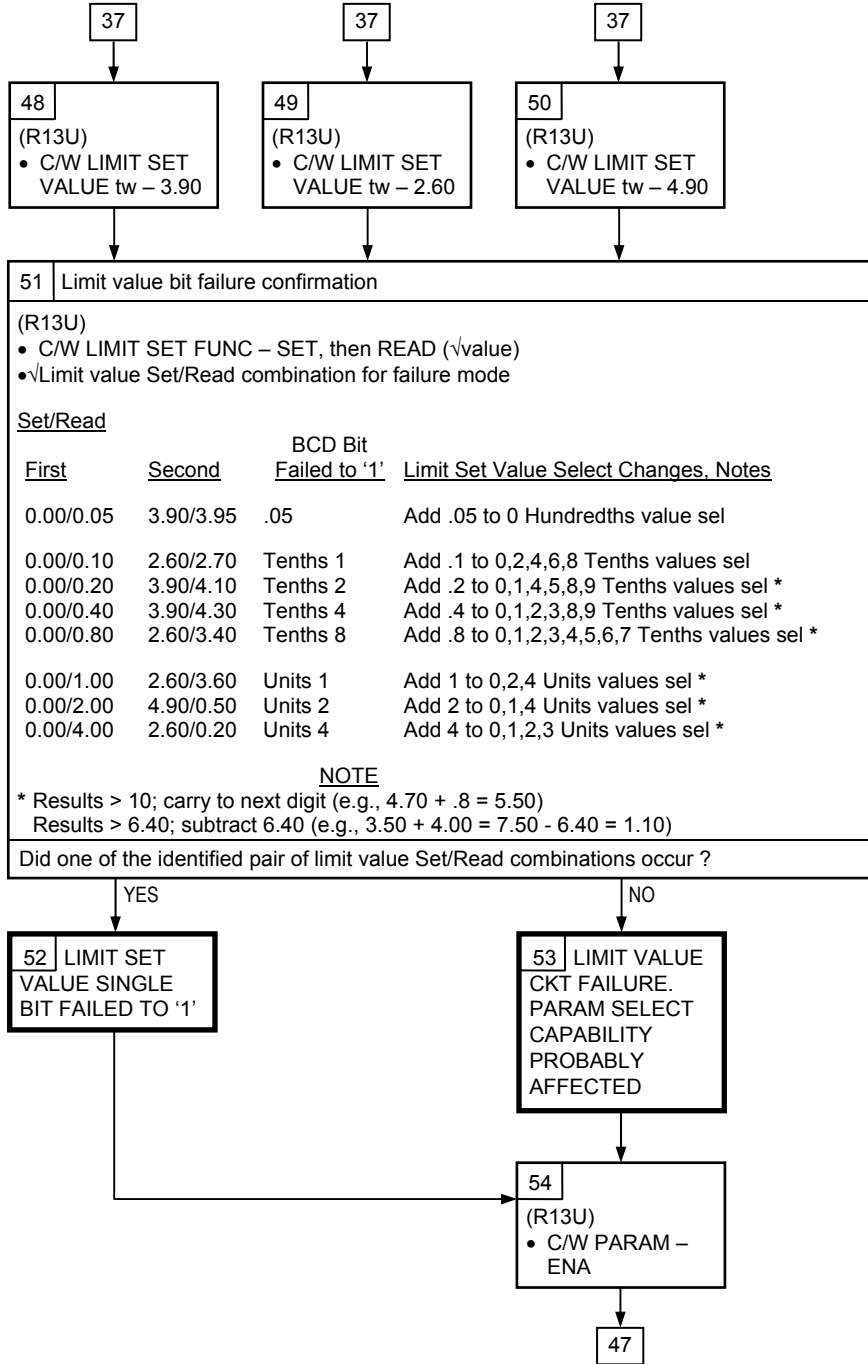 37
37
37
48
(R13U)
• C/W LIMIT SET
VALUE tw – 3.90
49
(R13U)
• C/W LIMIT SET
VALUE tw – 2.60
50
(R13U)
• C/W LIMIT SET
VALUE tw – 4.90
51 Limit value bit failure confirmation
(R13U)
• C/W LIMIT SET FUNC – SET, then READ (√value)
•√Limit value Set/Read combination for failure mode
Set/Read
BCD Bit
First Second Failed to ‘1’ Limit Set Value Select Changes, Notes
0.00/0.05 3.90/3.95 .05 Add .05 to 0 Hundredths value sel
0.00/0.10 2.60/2.70 Tenths 1 Add .1 to 0,2,4,6,8 Tenths values sel
0.00/0.20 3.90/4.10 Tenths 2 Add .2 to 0,1,4,5,8,9 Tenths values sel *
0.00/0.40 3.90/4.30 Tenths 4 Add .4 to 0,1,2,3,8,9 Tenths values sel *
0.00/0.80 2.60/3.40 Tenths 8 Add .8 to 0,1,2,3,4,5,6,7 Tenths values sel *
0.00/1.00 2.60/3.60 Units 1 Add 1 to 0,2,4 Units values sel *
0.00/2.00 4.90/0.50 Units 2 Add 2 to 0,1,4 Units values sel *
0.00/4.00 2.60/0.20 Units 4 Add 4 to 0,1,2,3 Units values sel *
NOTE
* Results > 10; carry to next digit (e.g., 4.70 + .8 = 5.50)
Results > 6.40; subtract 6.40 (e.g., 3.50 + 4.00 = 7.50 - 6.40 = 1.10)
Did one of the identified pair of limit value Set/Read combinations occur ?
YES
NO
52 LIMIT SET
VALUE SINGLE
BIT FAILED TO ‘1’
53 LIMIT VALUE
CKT FAILURE.
PARAM SELECT
CAPABILITY
PROBABLY
AFFECTED
54
(R13U)
• C/W PARAM –
ENA
47